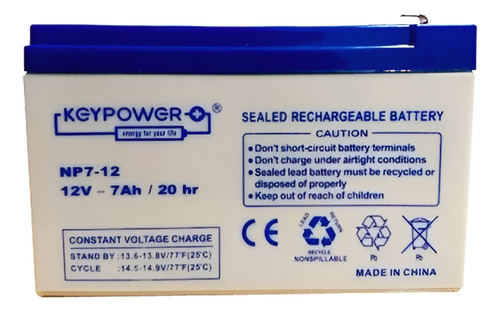 KEYPOWER ®
energy for your life
NP7-12
12V - 7Ah / 20 hr
CONSTANT VOLTAGE CHARGE
STAND BY : 13.6-13.8V/77°F(25°C)
CYCLE : 14.5-14.9V/77°F(25°C)
SEALED RECHARGEABLE BATTERY
CAUTION
● Don't short-circuit battery terminals
● Don't charge under airtight conditions
● Sealed lead battery must be recycled or disposed of properly
● Keep out of reach of children
CE
LEAD
RETURN
RECYCLE
NONSPILLABLE
Pb
Pb
MADE IN CHINA